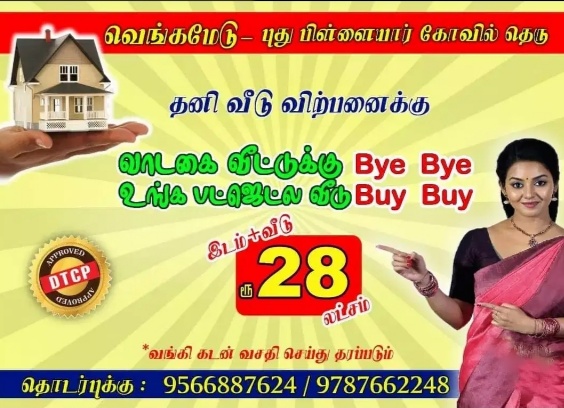 வெங்கமேடு – புது பிள்ளையார் கோவில் தெரு
தனி வீடு விற்பனைக்கு
வாடகை வீட்டுக்கு Bye Bye
உங்க பட்ஜெட்ல வீடு Buy Buy
இடம்+வீடு
ரூ 28
லட்சம்
APPROVED
DTCP
APPROVED
*வங்கி கடன் வசதி செய்து தரப்படும்
தொடர்புக்கு : 9566887624 / 9787662248